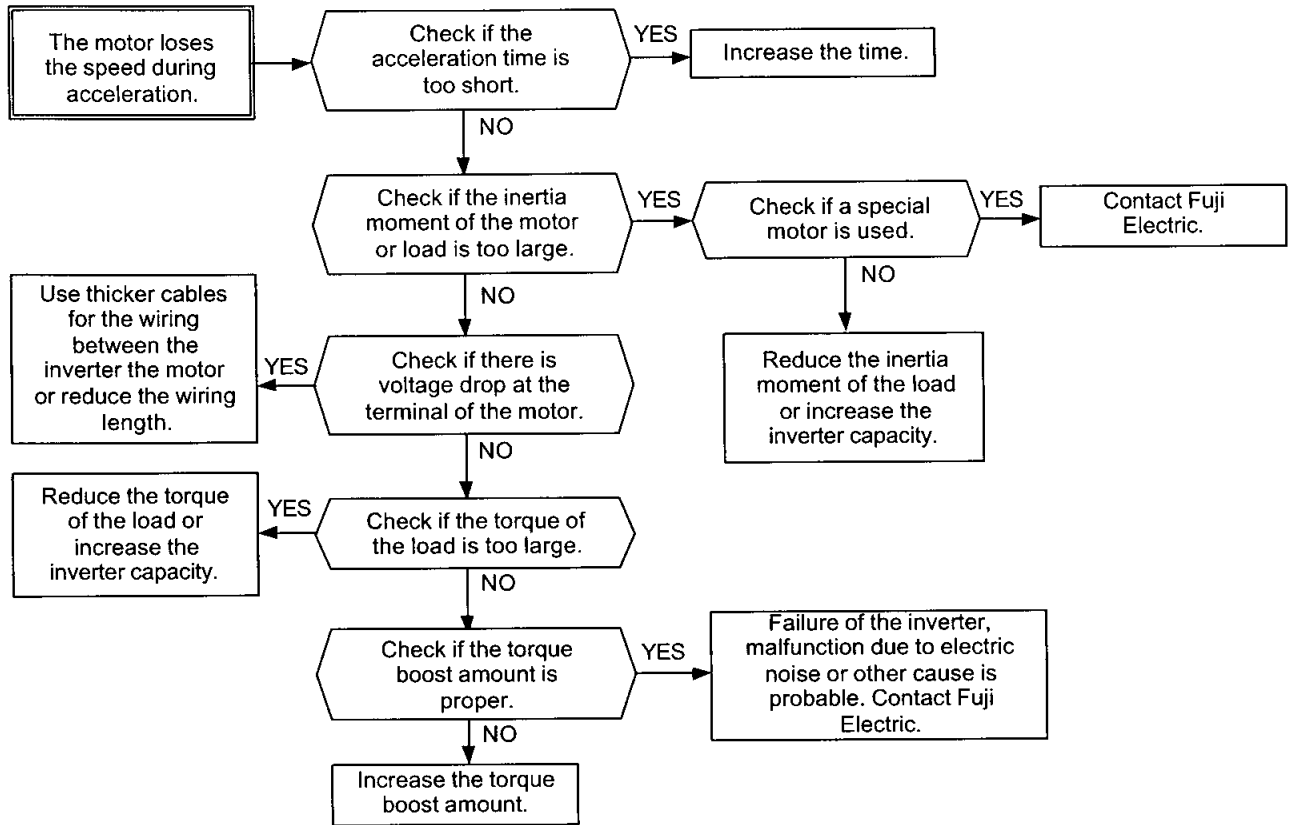 The motor loses
the speed during
acceleration.
Check if the
acceleration time is
too short.
YES
Increase the time.
NO
Check if the inertia
moment of the motor
or load is too large.
YES
Check if a special
motor is used.
YES
Contact Fuji
Electric.
NO
NO
Reduce the inertia
moment of the load
or increase the
inverter capacity.
Use thicker cables
for the wiring
between the
inverter the motor
or reduce the wiring
length.
YES
Check if there is
voltage drop at the
terminal of the motor.
NO
Reduce the torque
of the load or
increase the
inverter capacity.
YES
Check if the torque of
the load is too large.
NO
Check if the torque
boost amount is
proper.
YES
Failure of the inverter,
malfunction due to electric
noise or other cause is
probable. Contact Fuji
Electric.
NO
Increase the torque
boost amount.